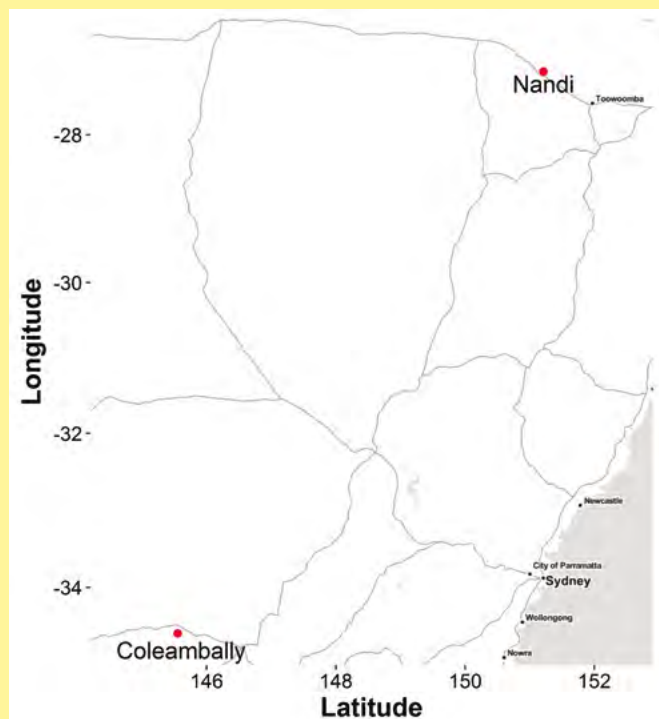 Nandi
Toowoomba
-28
-30
Longitude
-32
Newcastle
City of Parramatta
Sydney
-34
Wollongong
Coleambally
Nowra
146
148
150
152
Latitude